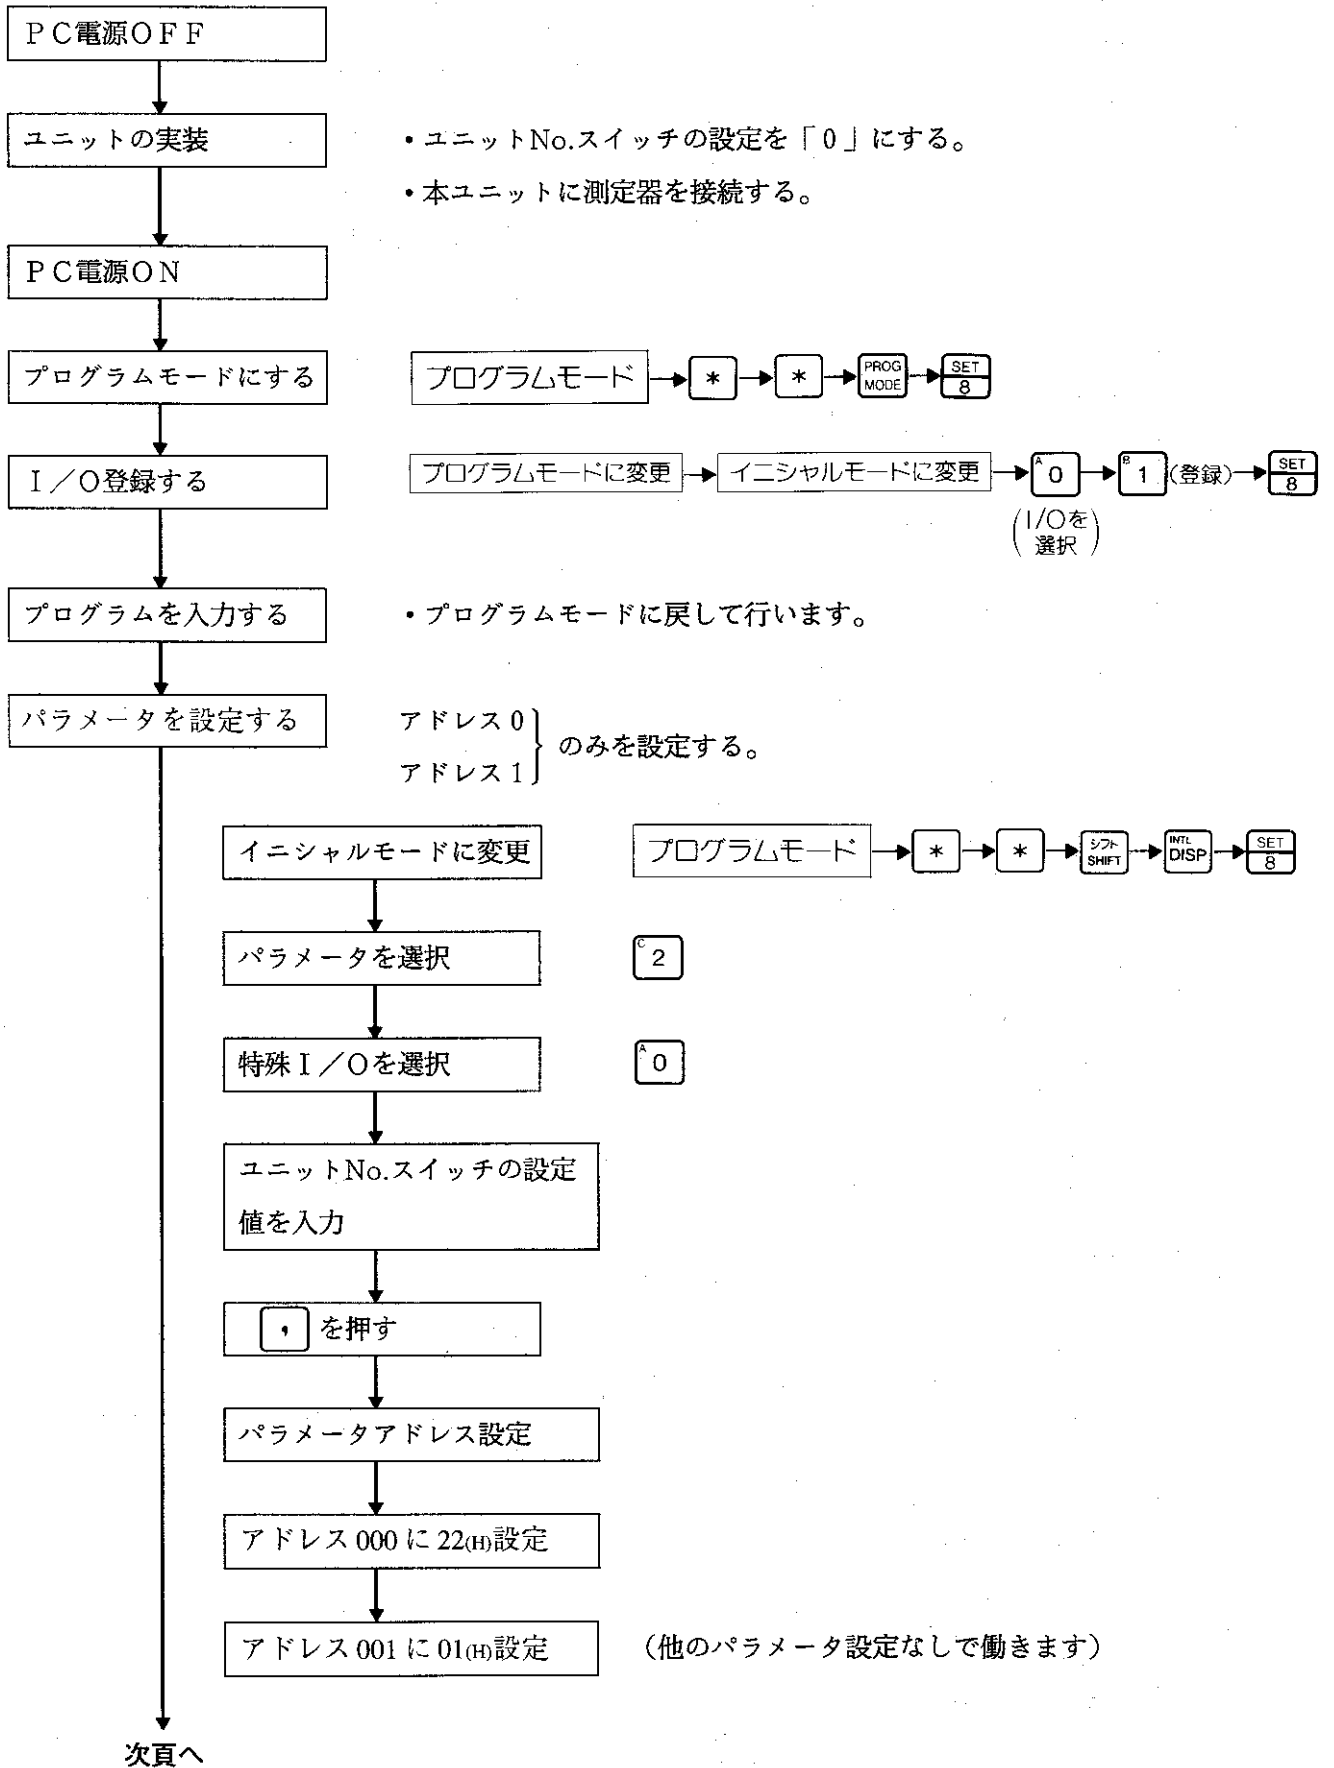 ＰＣ電源ＯＦＦ
ユニットの実装
・ユニットNo.スイッチの設定を「０」にする。
・本ユニットに測定器を接続する。
ＰＣ電源ＯＮ
プログラムモードにする
プログラムモード * * PROG MODE SET 8
Ｉ／Ｏ登録する
プログラムモードに変更 イニシャルモードに変更 A 0 B 1 (登録) SET 8
(I/Oを
選択)
プログラムを入力する
・プログラムモードに戻して行います。
パラメータを設定する
アドレス0
のみを設定する。
アドレス1
イニシャルモードに変更
プログラムモード * * シフト SHIFT INTL DISP SET 8
パラメータを選択
C 2
特殊Ｉ／Ｏを選択
A 0
ユニットNo.スイッチの設定
値を入力
, を押す
パラメータアドレス設定
アドレス000に22(H)設定
アドレス001に01(H)設定
（他のパラメータ設定なしで働きます）
次頁へ